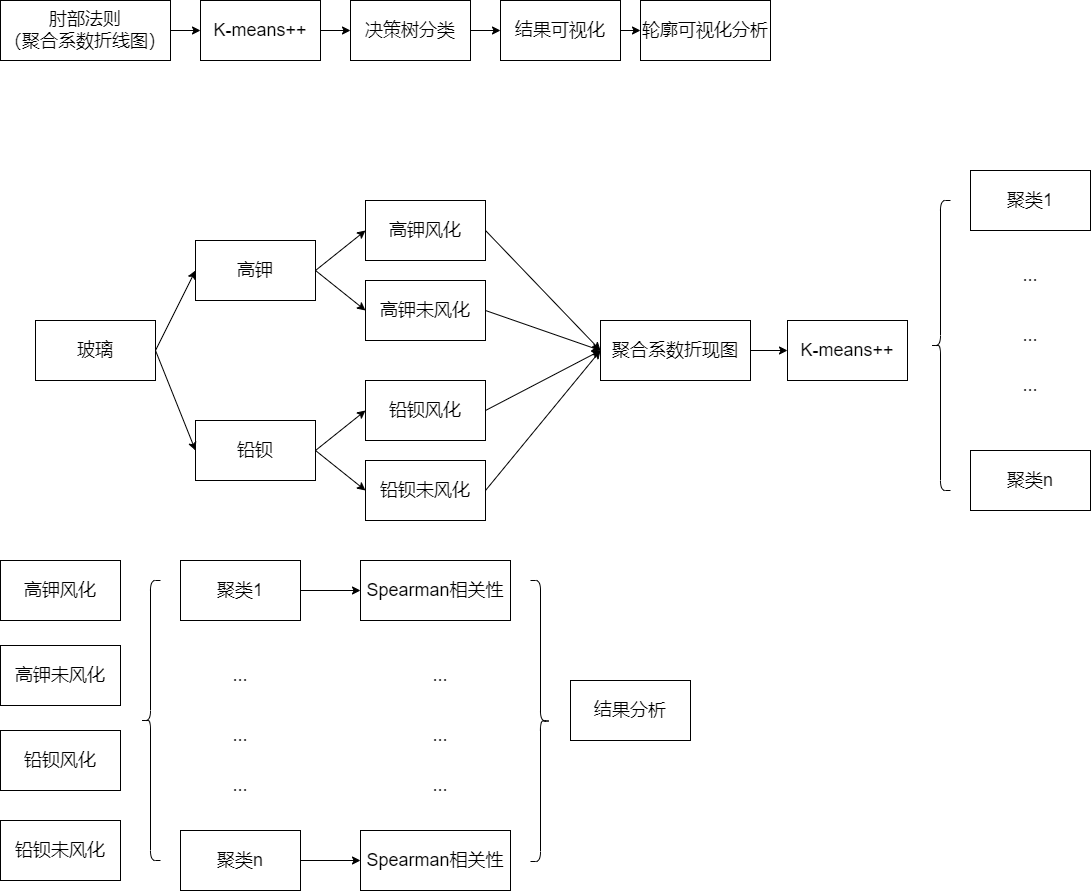 肘部法则
（聚合系数折线图）
K-means++
决策树分类
结果可视化
轮廓可视化分析
玻璃
高钾
铅钡
高钾风化
高钾未风化
铅钡风化
铅钡未风化
聚合系数折现图
K-means++
聚类1
...
...
...
聚类n
高钾风化
高钾未风化
铅钡风化
铅钡未风化
聚类1
...
...
...
聚类n
Spearman相关性
...
...
...
Spearman相关性
结果分析